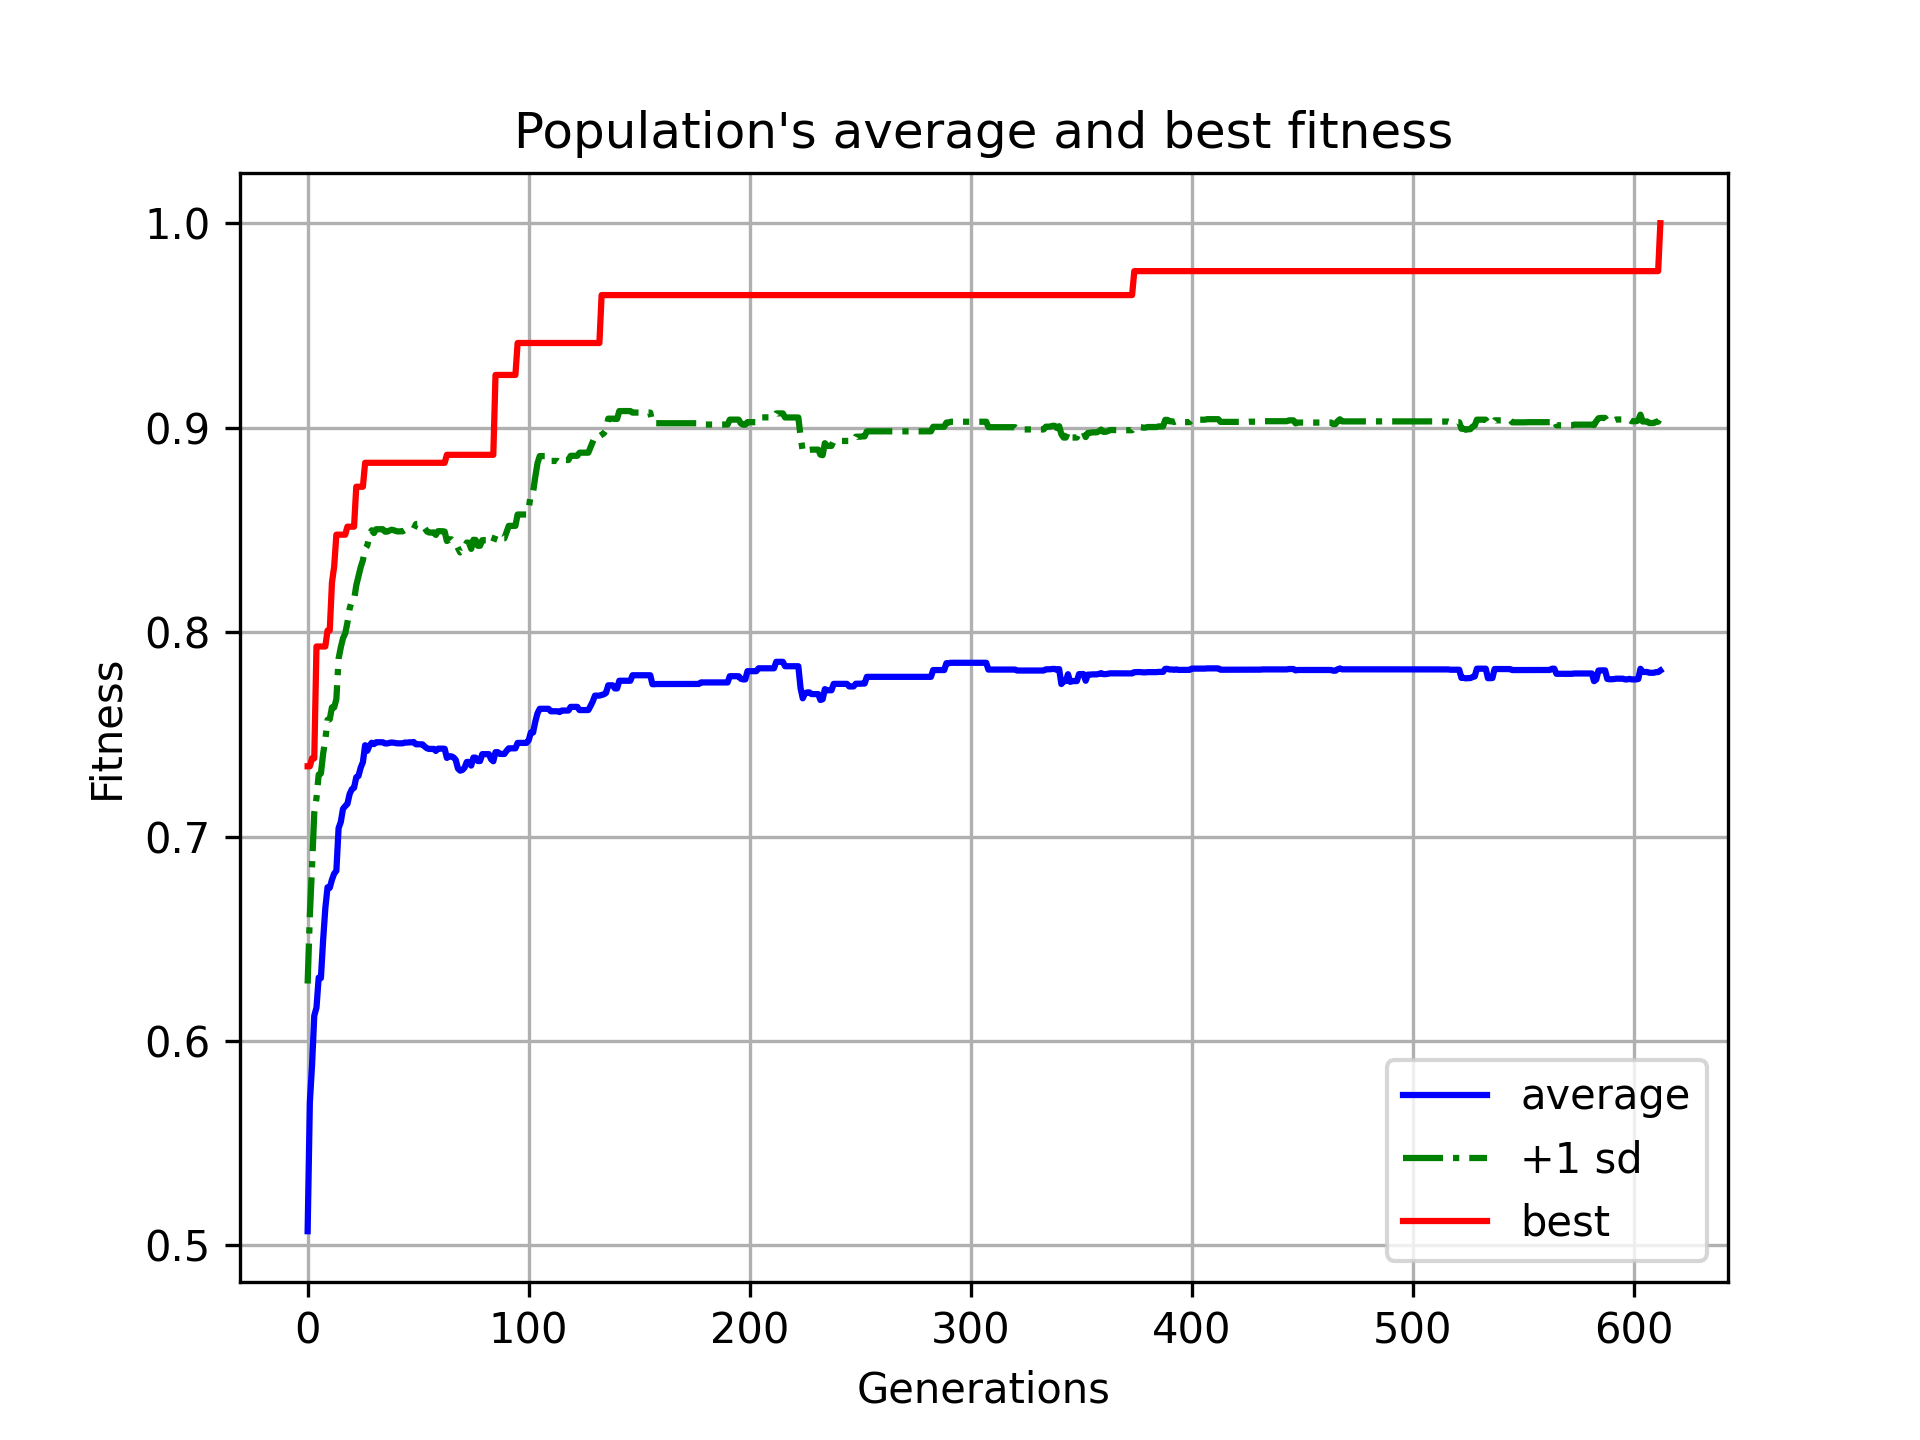 Population's average and best fitness
1.0
0.9
0.8
0.7
0.6
0.5
Fitness
average
+1 sd
best
0 100 200 300 400 500 600
Generations